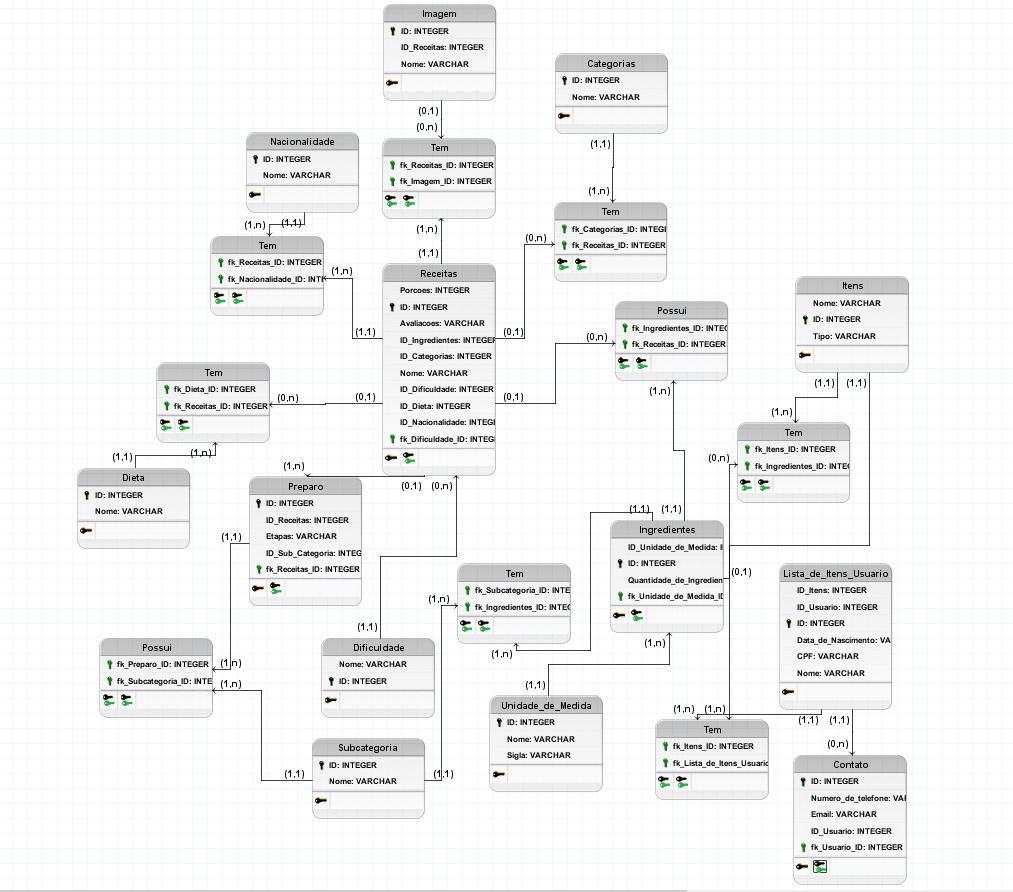 Imagem
ID: INTEGER
ID_Receitas: INTEGER
Nome: VARCHAR
(0,1)
(0,n)
Categorias
ID: INTEGER
Nome: VARCHAR
(1,1)
(1,n)
Nacionalidade
ID: INTEGER
Nome: VARCHAR
(1,n)
(1,1)
Tem
fk_Receitas_ID: INTEGER
fk_Imagem_ID: INTEGER
(1,n)
(1,1)
Tem
fk_Categorias_ID: INTEGE
fk_Receitas_ID: INTEGER
(0,n)
Tem
fk_Receitas_ID: INTEGER
fk_Nacionalidade_ID: INTE
(1,n)
(1,1)
Receitas
Porcoes: INTEGER
ID: INTEGER
Avaliacoes: VARCHAR
ID_Ingredientes: INTEGER
ID_Categorias: INTEGER
Nome: VARCHAR
ID_Dificuldade: INTEGER
ID_Dieta: INTEGER
ID_Nacionalidade: INTEG
fk_Dificuldade_ID: INTEG
(0,1)
(0,1)
(0,1)
(0,1)
(0,n)
Possui
fk_Ingredientes_ID: INTEG
fk_Receitas_ID: INTEGER
(0,n)
(1,n)
Itens
Nome: VARCHAR
ID: INTEGER
Tipo: VARCHAR
(1,1)
(1,1)
(1,n)
Tem
fk_Dieta_ID: INTEGER
fk_Receitas_ID: INTEGER
(0,n)
(1,1)
(1,n)
Dieta
ID: INTEGER
Nome: VARCHAR
Tem
fk_Itens_ID: INTEGER
fk_Ingredientes_ID: INTEG
(0,n)
(1,n)
Preparo
ID: INTEGER
ID_Receitas: INTEGER
Etapas: VARCHAR
ID_Sub_Categoria: INTEG
fk_Receitas_ID: INTEGER
(1,1)
(1,1)
(1,1)
Ingredientes
ID_Unidade_de_Medida: I
ID: INTEGER
Quantidade_de_Ingredien
fk_Unidade_de_Medida_ID
(0,1)
(1,n)
Tem
fk_Subcategoria_ID: INTE
fk_Ingredientes_ID: INTEG
(1,n)
(1,n)
Lista_de_Itens_Usuario
ID_Itens: INTEGER
ID_Usuario: INTEGER
ID: INTEGER
Data_de_Nascimento: VA
CPF: VARCHAR
Nome: VARCHAR
(1,1)
(1,1)
(1,1)
Dificuldade
Nome: VARCHAR
ID: INTEGER
Possui
fk_Preparo_ID: INTEGER
fk_Subcategoria_ID: INTE
(1,n)
(1,n)
(1,1)
Unidade_de_Medida
ID: INTEGER
Nome: VARCHAR
Sigla: VARCHAR
Subcategoria
ID: INTEGER
Nome: VARCHAR
(1,1)
(1,1)
(1,n)
(1,n)
Tem
fk_Itens_ID: INTEGER
fk_Lista_de_Itens_Usuario
(0,n)
Contato
ID: INTEGER
Numero_de_telefone: VAI
Email: VARCHAR
ID_Usuario: INTEGER
fk_Usuario_ID: INTEGER